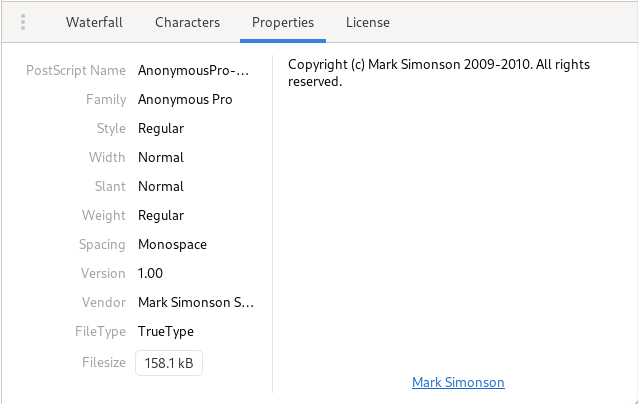 Waterfall Characters Properties License
PostScript Name AnonymousPro-...
Family Anonymous Pro
Style Regular
Width Normal
Slant Normal
Weight Regular
Spacing Monospace
Version 1.00
Vendor Mark Simonson S...
FileType TrueType
Filesize 158.1 kB
Copyright (c) Mark Simonson 2009-2010. All rights
reserved.
Mark Simonson